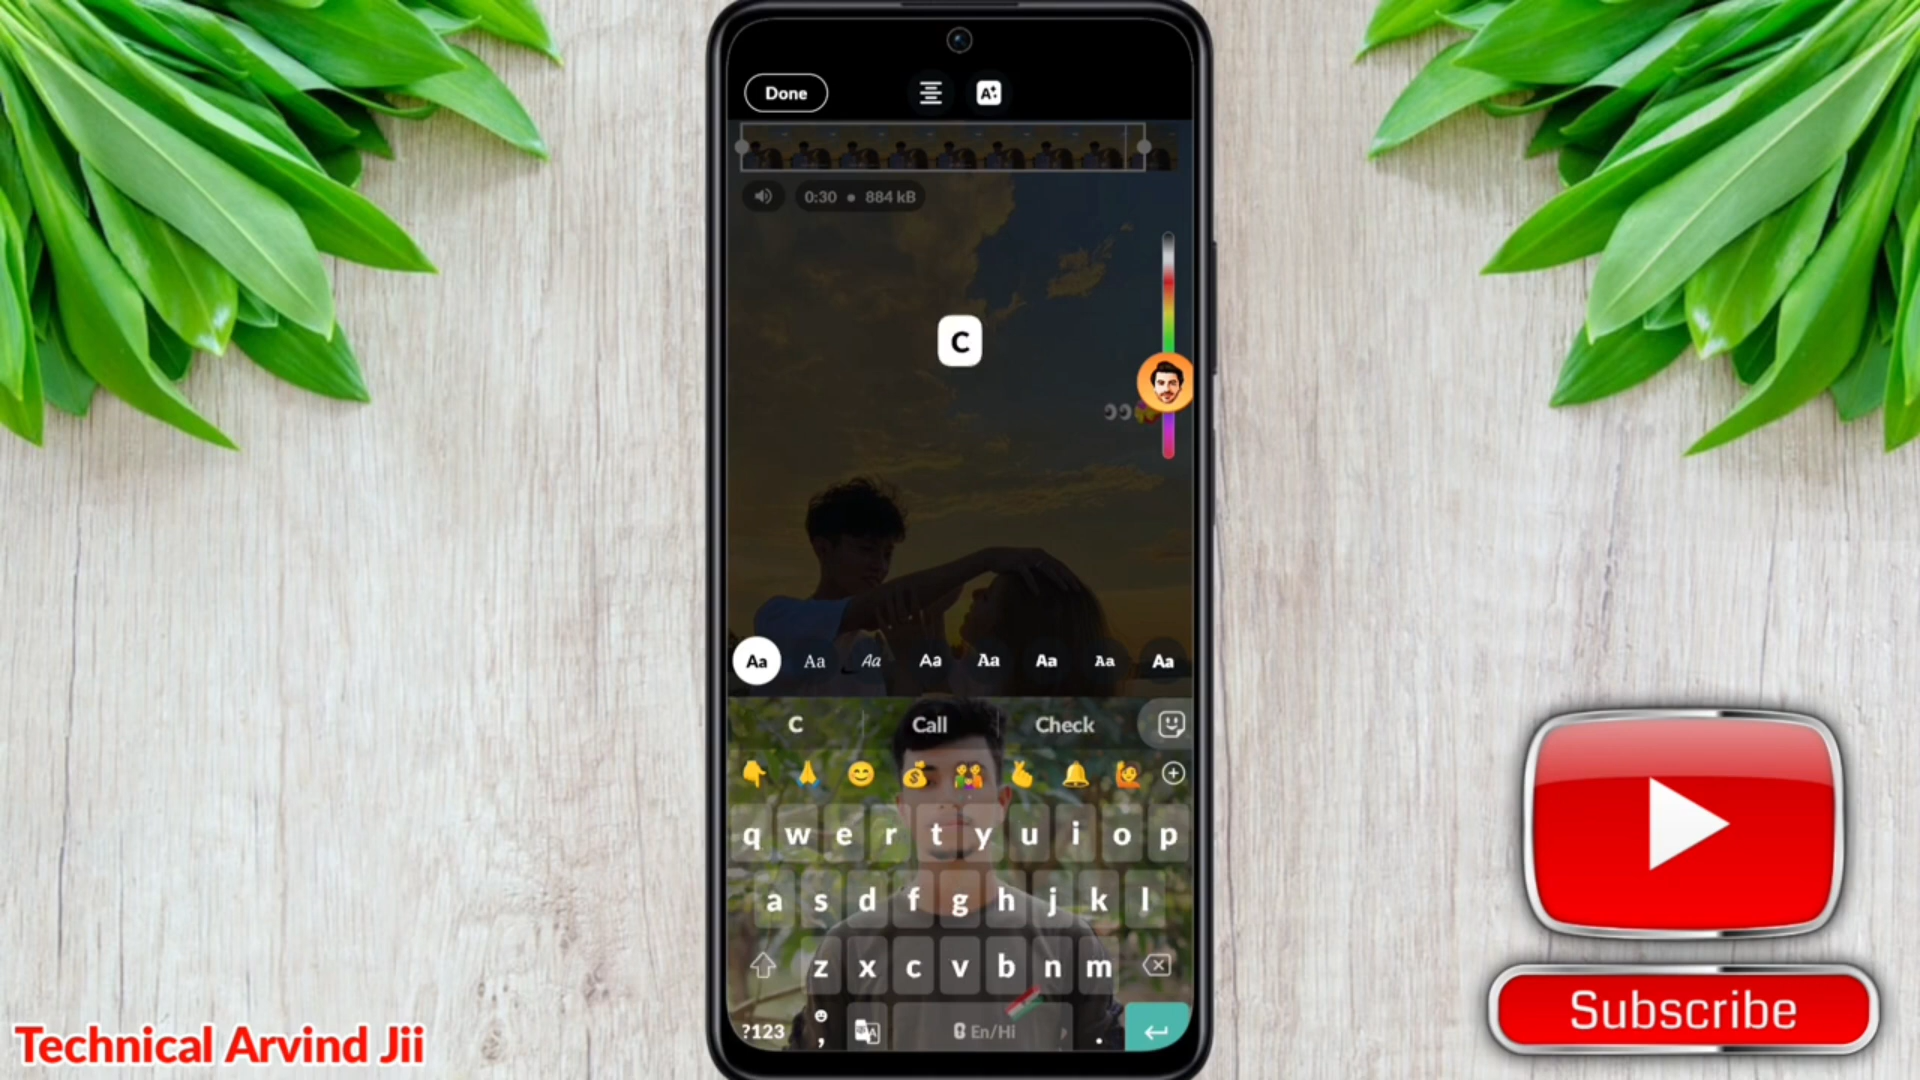 Done
A
0:30 • 884 kB
C
Aa Aa Aa Aa Aa Aa Aa Aa
C Call Check
q w e r t y u i o p
a s d f g h j k l
z x c v b n m
?123 , En/Hi .
Subscribe
Technical Arvind Jii